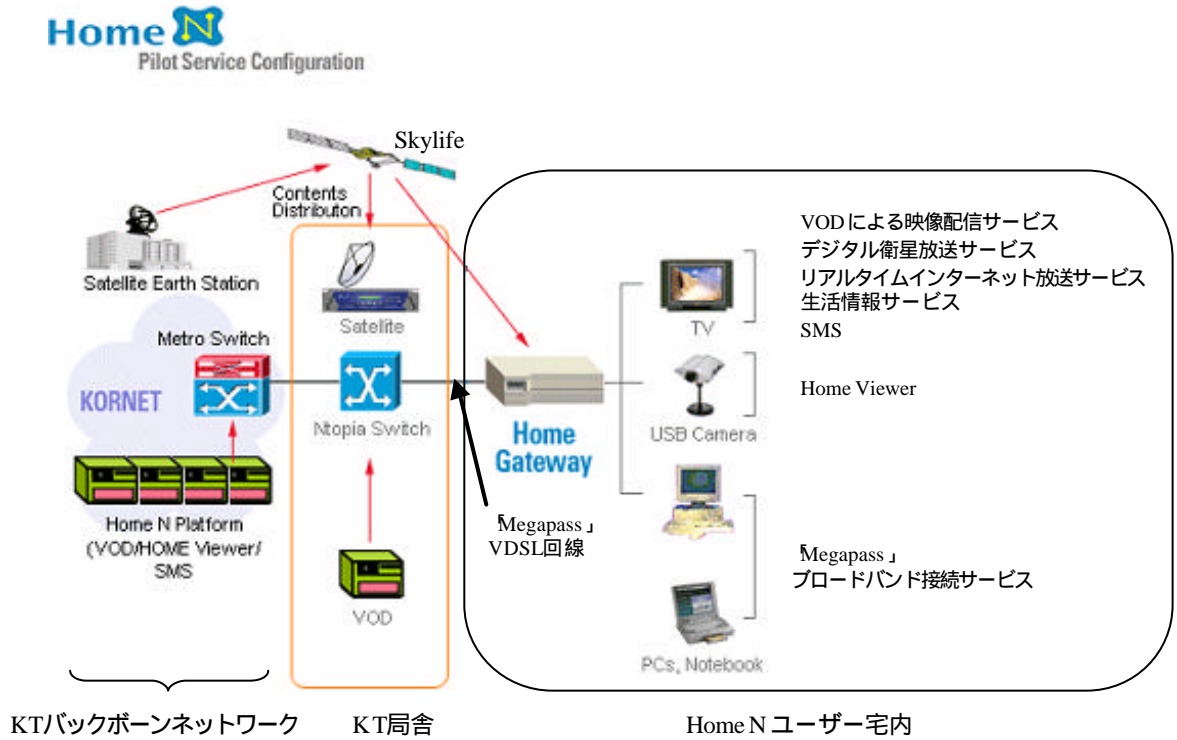 Home N
Pilot Service Configuration
Skylife
Contents
Distributon
Satellite Earth Station
Satellite
TV
VODによる映像配信サービス
デジタル衛星放送サービス
リアルタイムインターネット放送サービス
生活情報サービス
SMS
Metro Switch
KORNET
Ntopia Switch
Home
Gateway
USB Camera
Home Viewer
Home N Platform
(VOD/HOME Viewer/
SMS
VOD
「Megapass」
VDSL回線
「Megapass」
ブロードバンド接続サービス
PCs, Notebook
KTバックボーンネットワーク
KT局舎
Home N ユーザー宅内